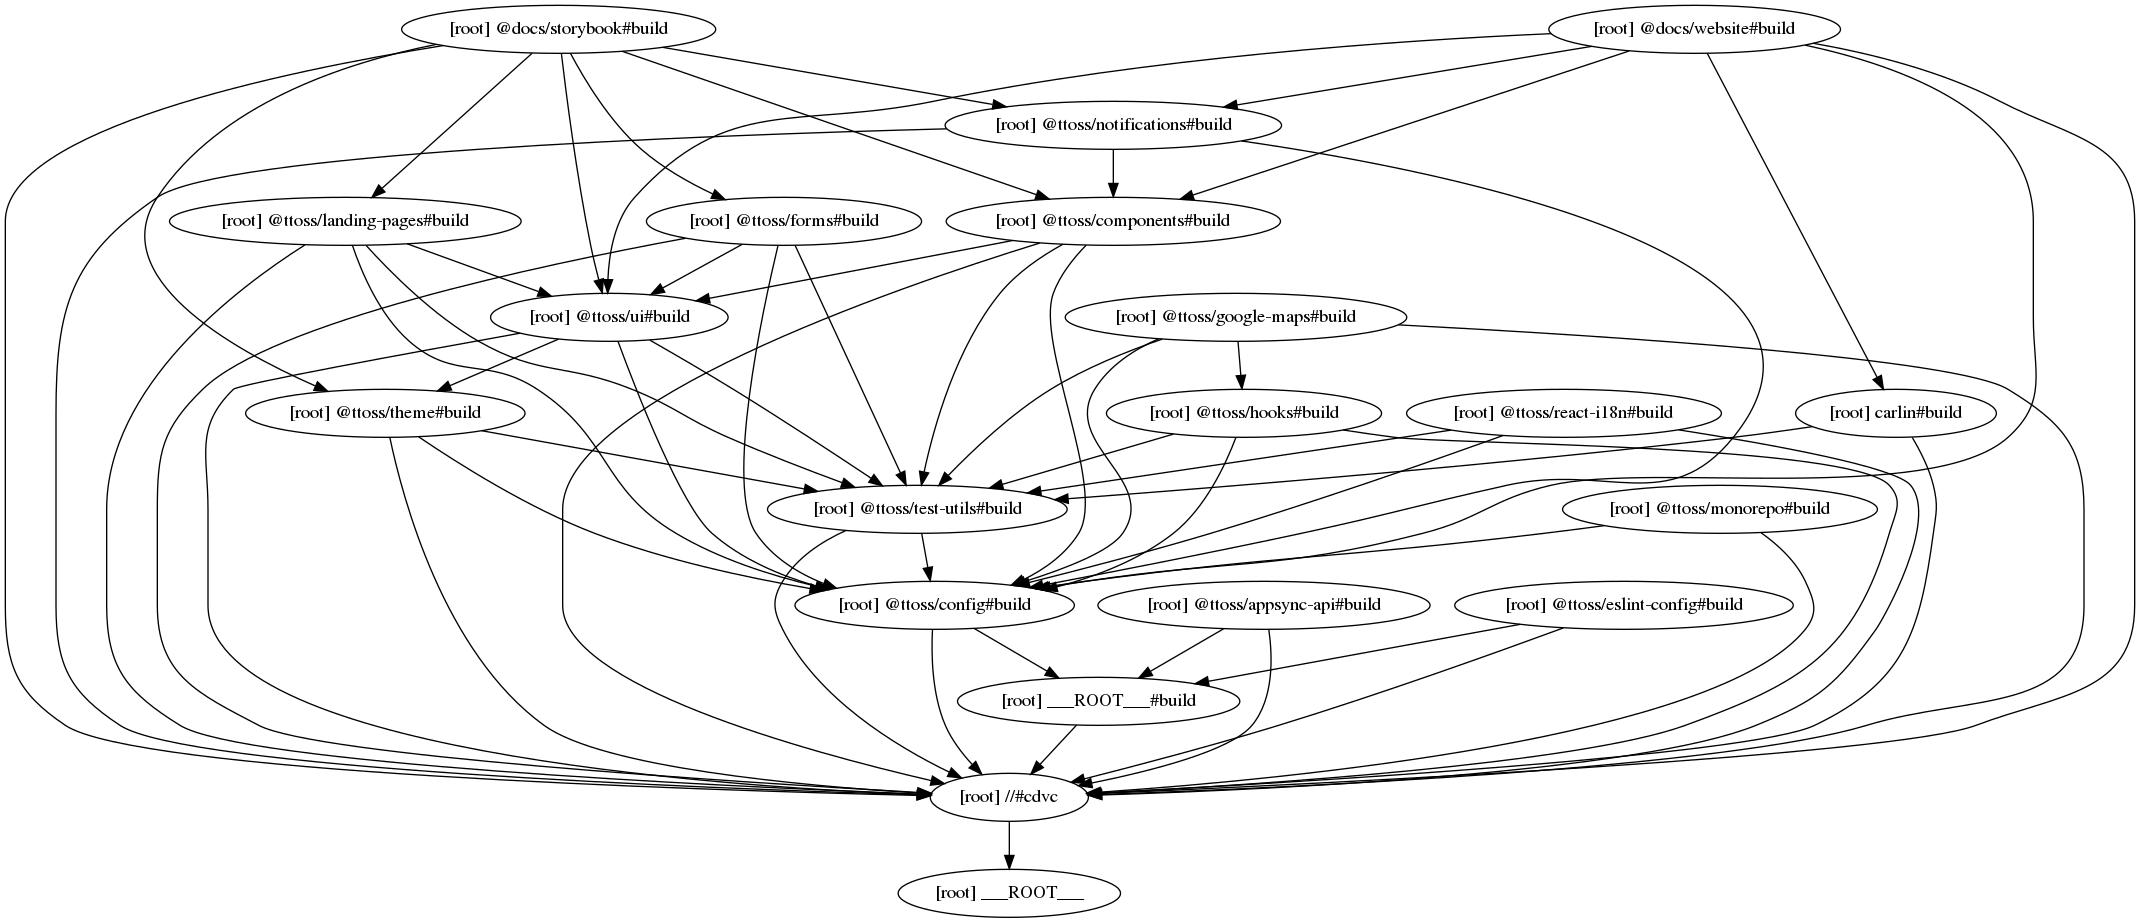 [root] @docs/storybook#build
[root] @docs/website#build
[root] @ttoss/notifications#build
[root] @ttoss/landing-pages#build
[root] @ttoss/forms#build
[root] @ttoss/components#build
[root] @ttoss/ui#build
[root] @ttoss/google-maps#build
[root] @ttoss/theme#build
[root] @ttoss/hooks#build
[root] @ttoss/react-i18n#build
[root] carlin#build
[root] @ttoss/test-utils#build
[root] @ttoss/monorepo#build
[root] @ttoss/config#build
[root] @ttoss/appsync-api#build
[root] @ttoss/eslint-config#build
[root] ___ROOT___#build
[root] //#cdvc
[root] ___ROOT___